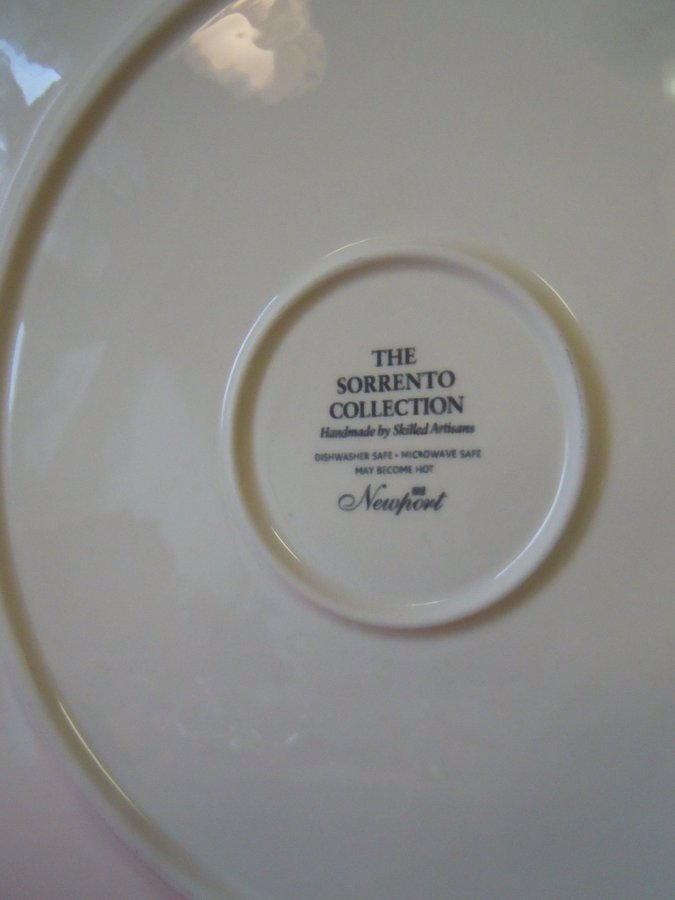 THE
SORRENTO
COLLECTION
Handmade by Skilled Artisans
DISHWASHER SAFE • MICROWAVE SAFE
MAY BECOME HOT
Newport